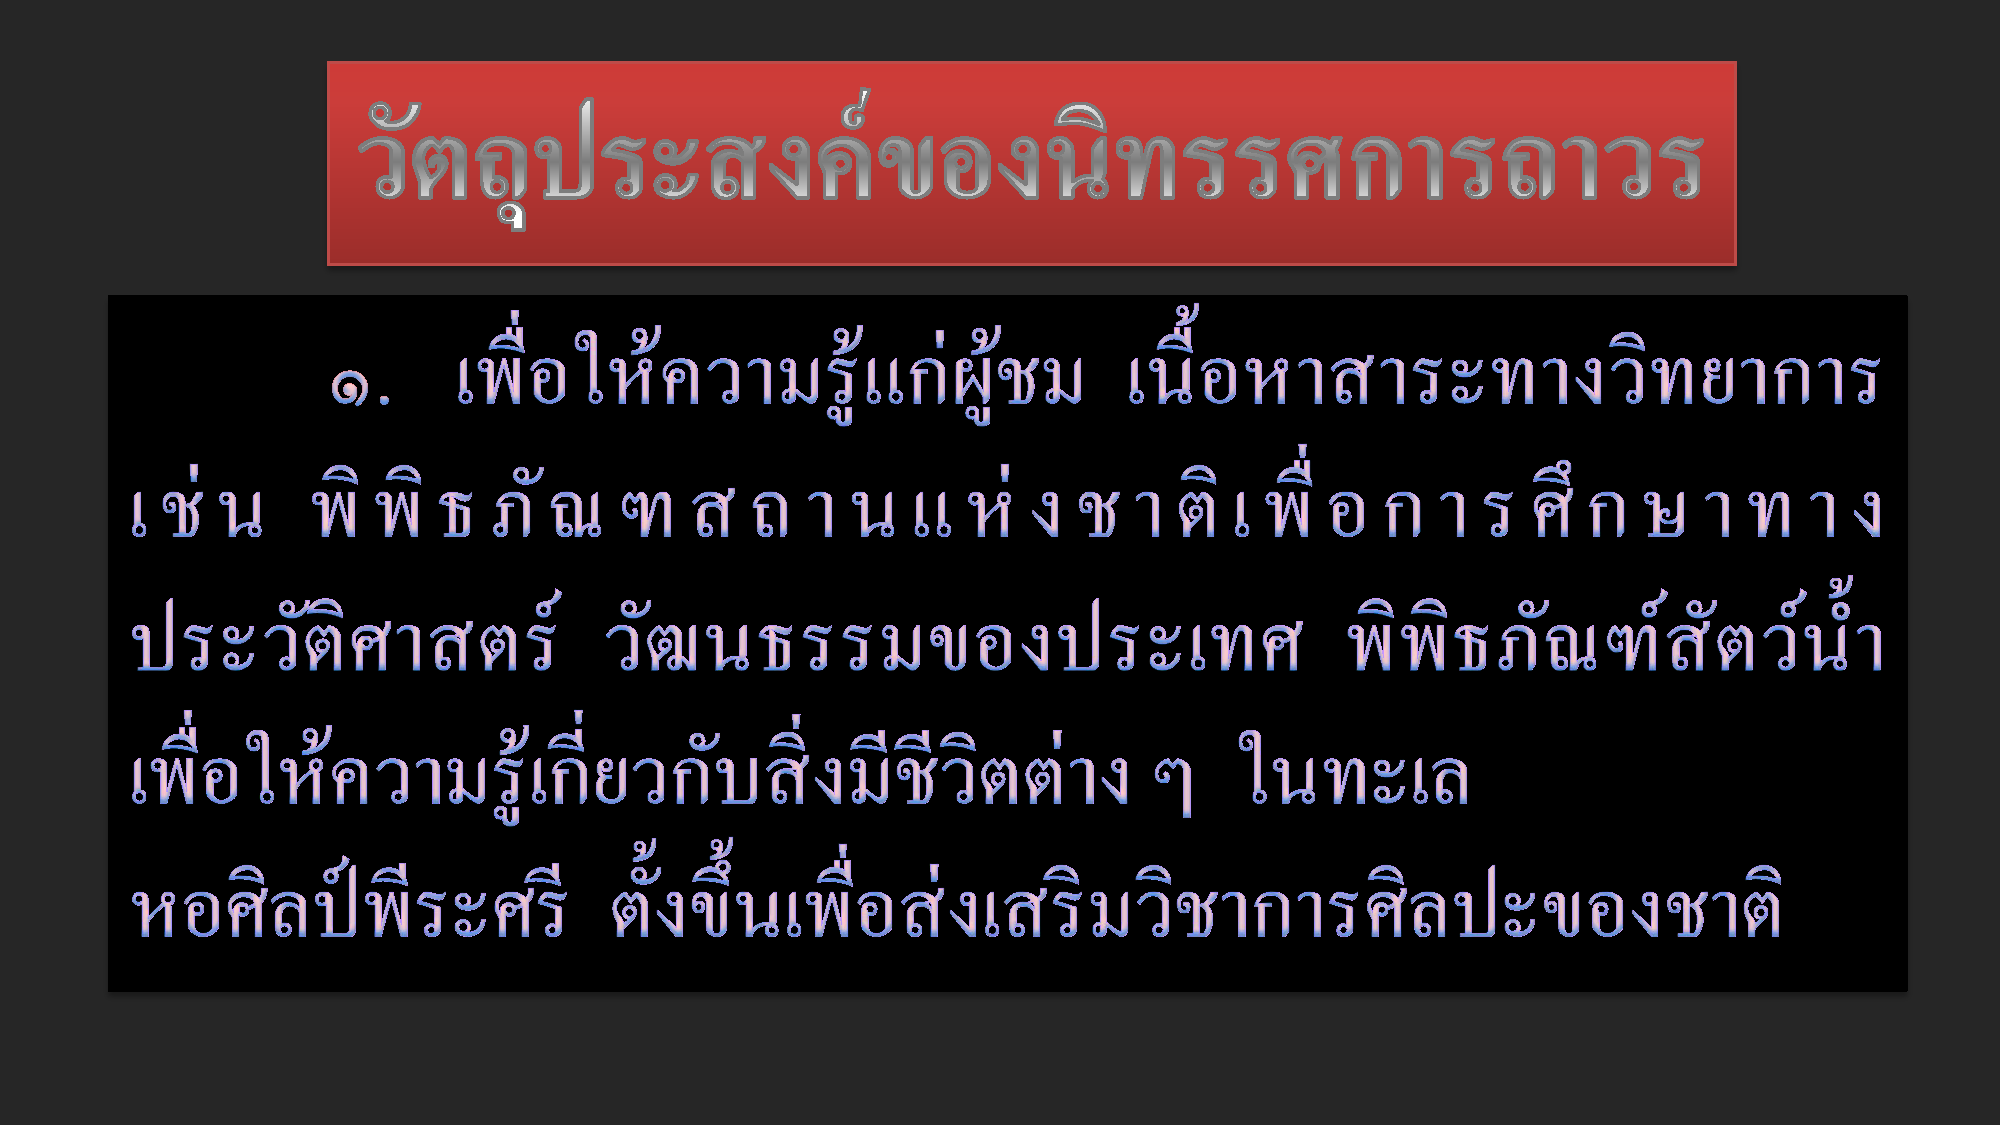 วัตถุประสงค์ของนิทรรศการถาวร
๑. เพื่อให้ความรู้แก่ผู้ชม เนื้อหาสาระทางวิทยาการ
เช่น พิพิธภัณฑสถานแห่งชาติเพื่อการศึกษาทาง
ประวัติศาสตร์ วัฒนธรรมของประเทศ พิพิธภัณฑ์สัตว์น้ำ
เพื่อให้ความรู้เกี่ยวกับสิ่งมีชีวิตต่าง ๆ ในทะเล
หอศิลป์พีระศรี ตั้งขึ้นเพื่อส่งเสริมวิชาการศิลปะของชาติ